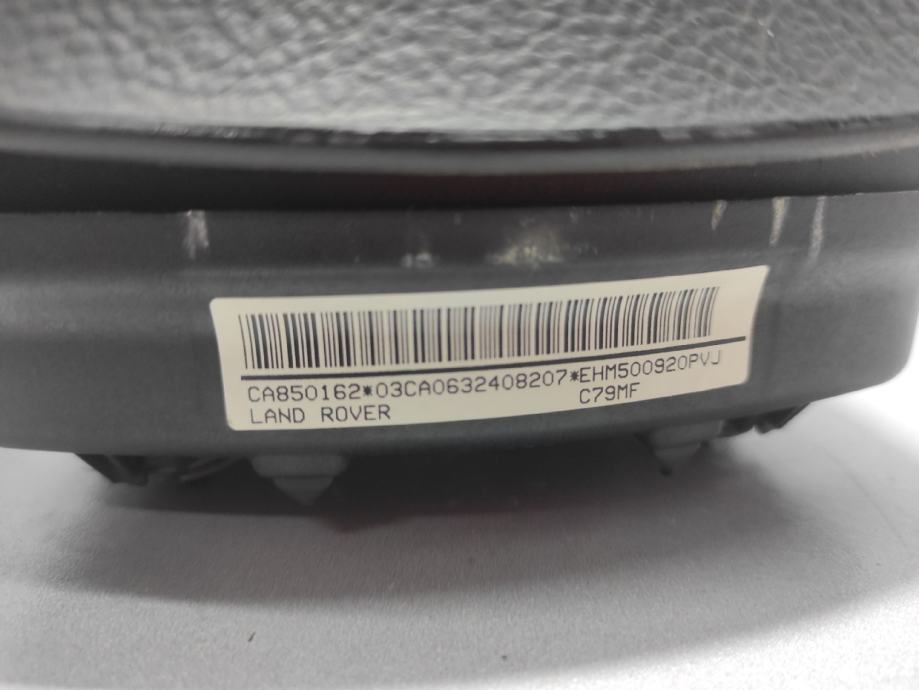 CA850162*03CA0632408207*EHM500920PVJ
LAND ROVER C79MF